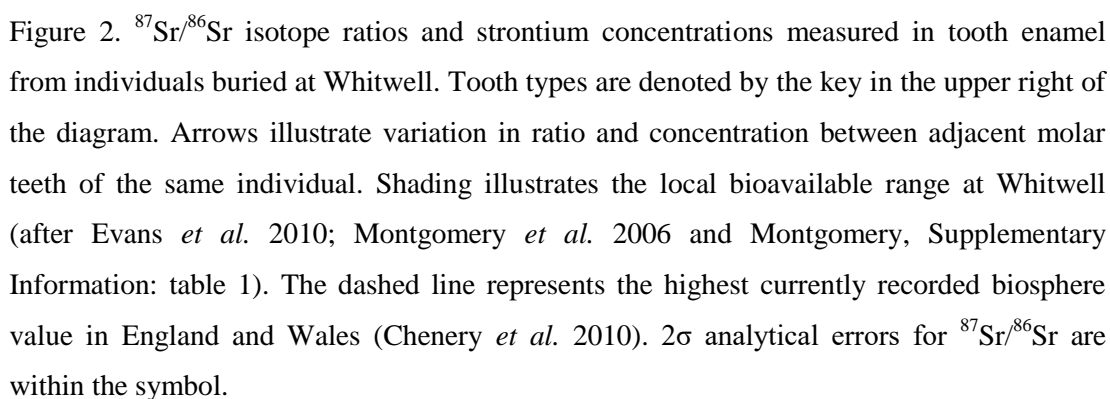 Figure 2. ⁸⁷Sr/⁸⁶Sr isotope ratios and strontium concentrations measured in tooth enamel
from individuals buried at Whitwell. Tooth types are denoted by the key in the upper right of
the diagram. Arrows illustrate variation in ratio and concentration between adjacent molar
teeth of the same individual. Shading illustrates the local bioavailable range at Whitwell
(after Evans et al. 2010; Montgomery et al. 2006 and Montgomery, Supplementary
Information: table 1). The dashed line represents the highest currently recorded biosphere
value in England and Wales (Chenery et al. 2010). 2σ analytical errors for ⁸⁷Sr/⁸⁶Sr are
within the symbol.